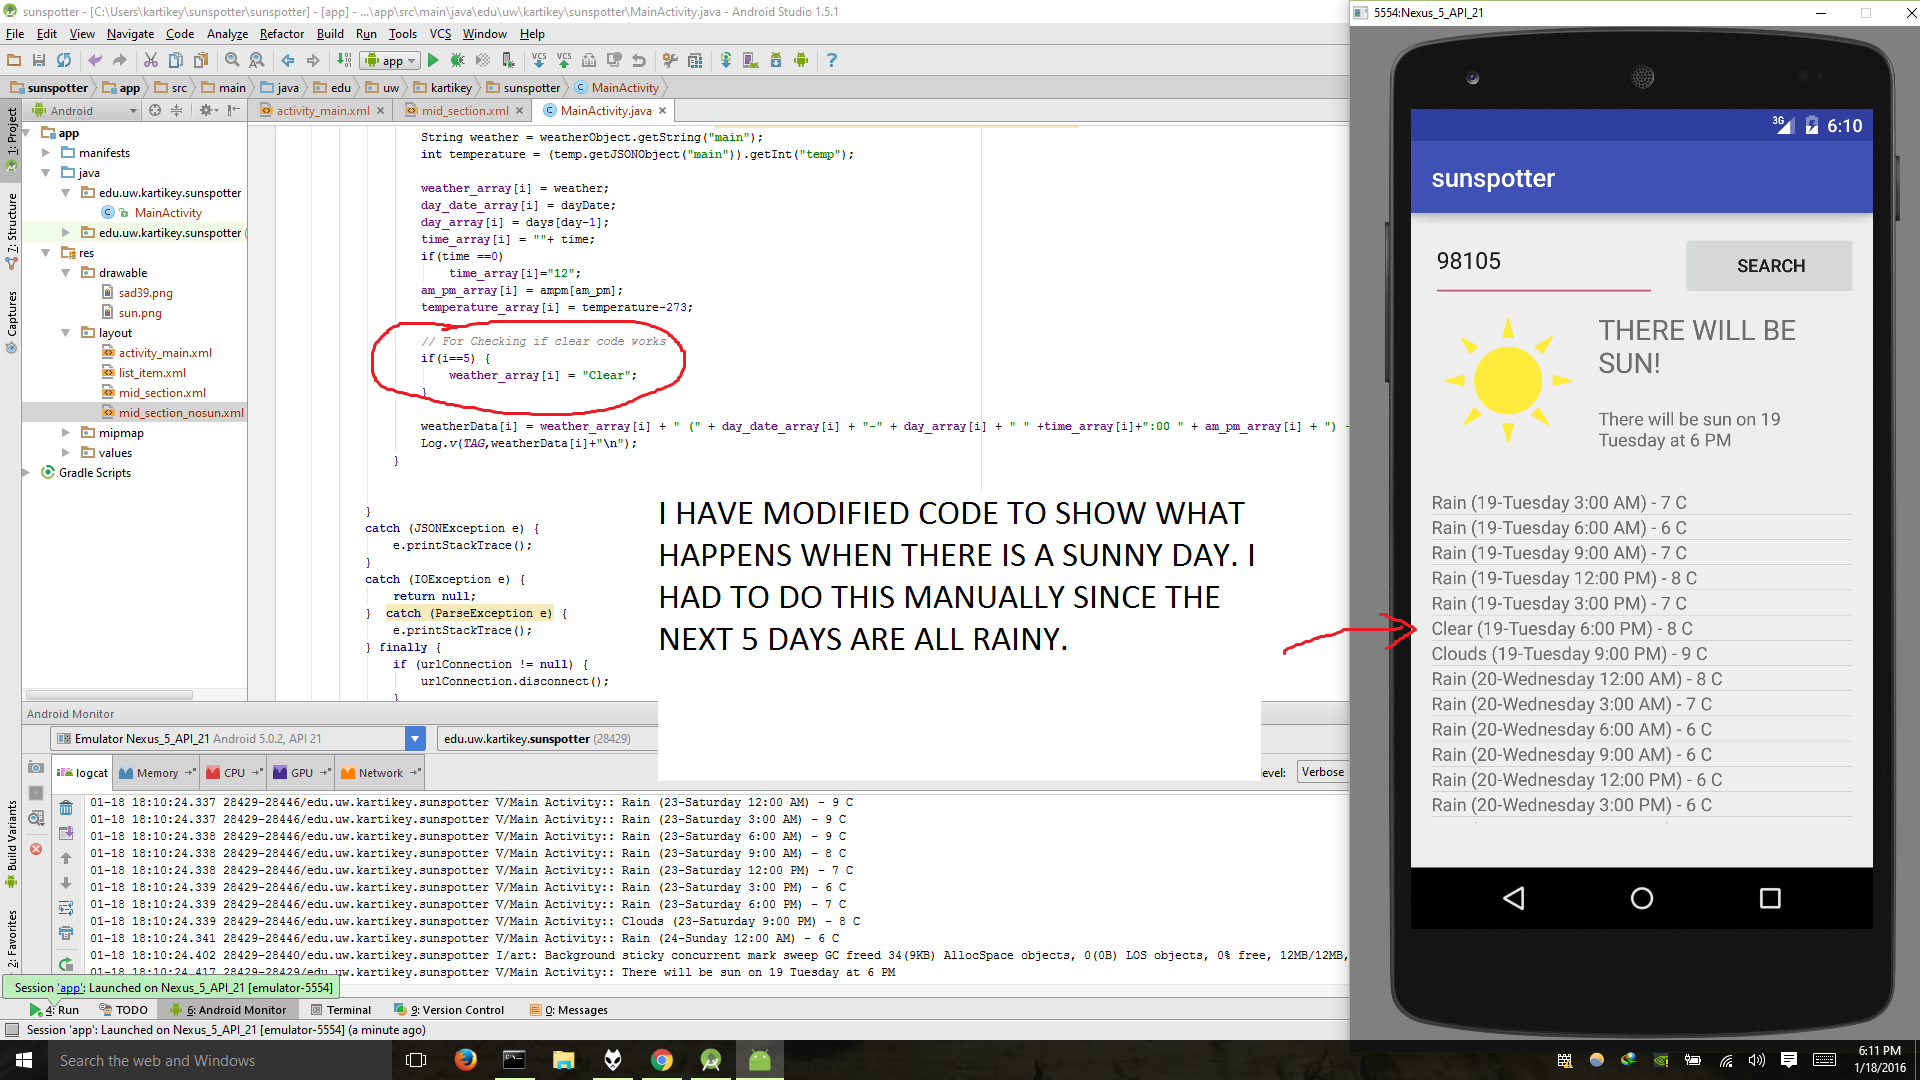 sunspotter - [C:\Users\kartikey\sunspotter\sunspotter] - [app] - ...\app\src\main\java\edu\uw\kartikey\sunspotter\MainActivity.java - Android Studio 1.5.1
File Edit View Navigate Code Analyze Refactor Build Run Tools VCS Window Help
app
sunspotter app src main java edu uw kartikey sunspotter MainActivity
Android
activity_main.xml mid_section.xml MainActivity.java
1: Project
7: Structure
Captures
Build Variants
2: Favorites
app
manifests
java
edu.uw.kartikey.sunspotter
MainActivity
edu.uw.kartikey.sunspotter (
res
drawable
sad39.png
sun.png
layout
activity_main.xml
list_item.xml
mid_section.xml
mid_section_nosun.xml
mipmap
values
Gradle Scripts
String weather = weatherObject.getString("main");
int temperature = (temp.getJSONObject("main")).getInt("temp");
weather_array[i] = weather;
day_date_array[i] = dayDate;
day_array[i] = days[day-1];
time_array[i] = ""+ time;
if(time ==0)
time_array[i]="12";
am_pm_array[i] = ampm[am_pm];
temperature_array[i] = temperature-273;
// For Checking if clear code works
if(i==5) {
weather_array[i] = "Clear";
}
weatherData[i] = weather_array[i] + " (" + day_date_array[i] + "-" + day_array[i] + " " +time_array[i]+":00 " + am_pm_array[i] + ") -
Log.v(TAG,weatherData[i]+"\n");
}
}
catch (JSONException e) {
e.printStackTrace();
}
catch (IOException e) {
return null;
} catch (ParseException e) {
e.printStackTrace();
} finally {
if (urlConnection != null) {
urlConnection.disconnect();
}
I HAVE MODIFIED CODE TO SHOW WHAT
HAPPENS WHEN THERE IS A SUNNY DAY. I
HAD TO DO THIS MANUALLY SINCE THE
NEXT 5 DAYS ARE ALL RAINY.
Android Monitor
Emulator Nexus_5_API_21 Android 5.0.2, API 21 edu.uw.kartikey.sunspotter (28429)
logcat Memory CPU GPU Network evel: Verbose
01-18 18:10:24.337 28429-28446/edu.uw.kartikey.sunspotter V/Main Activity:: Rain (23-Saturday 12:00 AM) - 9 C
01-18 18:10:24.337 28429-28446/edu.uw.kartikey.sunspotter V/Main Activity:: Rain (23-Saturday 3:00 AM) - 9 C
01-18 18:10:24.338 28429-28446/edu.uw.kartikey.sunspotter V/Main Activity:: Rain (23-Saturday 6:00 AM) - 9 C
01-18 18:10:24.338 28429-28446/edu.uw.kartikey.sunspotter V/Main Activity:: Rain (23-Saturday 9:00 AM) - 8 C
01-18 18:10:24.338 28429-28446/edu.uw.kartikey.sunspotter V/Main Activity:: Rain (23-Saturday 12:00 PM) - 7 C
01-18 18:10:24.339 28429-28446/edu.uw.kartikey.sunspotter V/Main Activity:: Rain (23-Saturday 3:00 PM) - 6 C
01-18 18:10:24.339 28429-28446/edu.uw.kartikey.sunspotter V/Main Activity:: Rain (23-Saturday 6:00 PM) - 7 C
01-18 18:10:24.339 28429-28446/edu.uw.kartikey.sunspotter V/Main Activity:: Clouds (23-Saturday 9:00 PM) - 8 C
01-18 18:10:24.341 28429-28446/edu.uw.kartikey.sunspotter V/Main Activity:: Rain (24-Sunday 12:00 AM) - 6 C
01-18 18:10:24.402 28429-28440/edu.uw.kartikey.sunspotter I/art: Background sticky concurrent mark sweep GC freed 34(9KB) AllocSpace objects, 0(0B) LOS objects, 0% free, 12MB/12MB,
01-18 18:10:24.417 28429-28429/edu.uw.kartikey.sunspotter V/Main Activity:: There will be sun on 19 Tuesday at 6 PM
Session 'app': Launched on Nexus_5_API_21 [emulator-5554]
4: Run TODO 6: Android Monitor Terminal 9: Version Control 0: Messages
Session 'app': Launched on Nexus_5_API_21 [emulator-5554] (a minute ago)
Search the web and Windows
6:11 PM
1/18/2016
5554:Nexus_5_API_21
3G 6:10
sunspotter
98105 SEARCH
THERE WILL BE
SUN!
There will be sun on 19
Tuesday at 6 PM
Rain (19-Tuesday 3:00 AM) - 7 C
Rain (19-Tuesday 6:00 AM) - 6 C
Rain (19-Tuesday 9:00 AM) - 7 C
Rain (19-Tuesday 12:00 PM) - 8 C
Rain (19-Tuesday 3:00 PM) - 7 C
Clear (19-Tuesday 6:00 PM) - 8 C
Clouds (19-Tuesday 9:00 PM) - 9 C
Rain (20-Wednesday 12:00 AM) - 8 C
Rain (20-Wednesday 3:00 AM) - 7 C
Rain (20-Wednesday 6:00 AM) - 6 C
Rain (20-Wednesday 9:00 AM) - 6 C
Rain (20-Wednesday 12:00 PM) - 6 C
Rain (20-Wednesday 3:00 PM) - 6 C